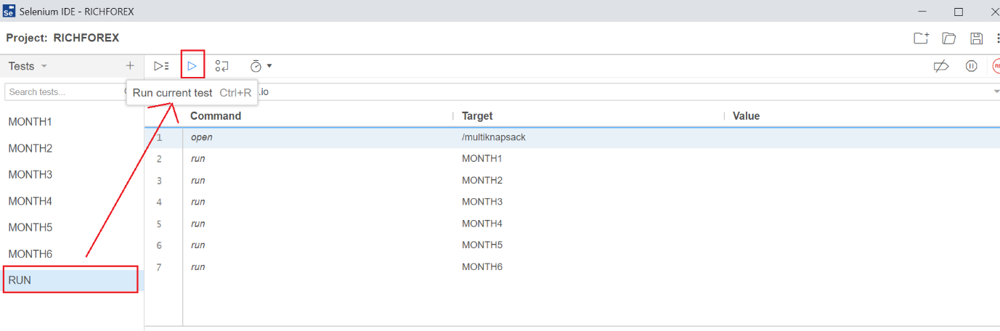 Selenium IDE - RICHFOREX
Project: RICHFOREX
Tests
Search tests...
Run current test Ctrl+R
.io
Command Target Value
MONTH1
MONTH2
MONTH3
MONTH4
MONTH5
MONTH6
RUN
1 open /multiknapsack
2 run MONTH1
3 run MONTH2
4 run MONTH3
5 run MONTH4
6 run MONTH5
7 run MONTH6